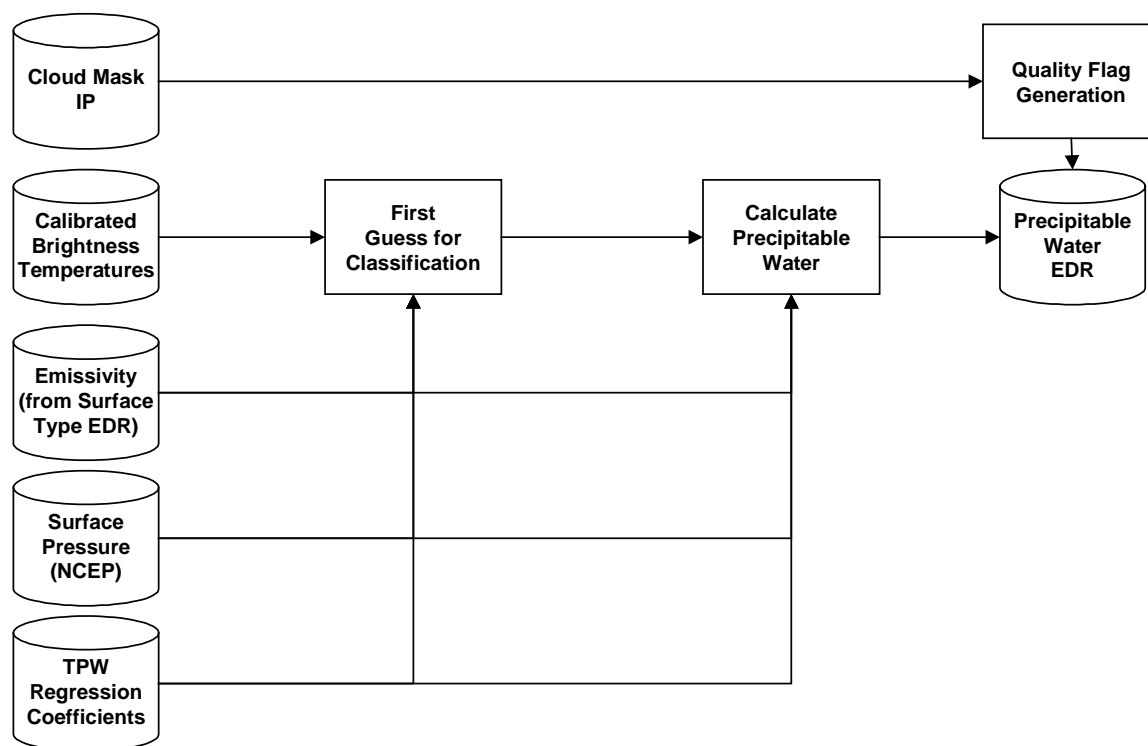 Cloud Mask
IP
Quality Flag
Generation
Calibrated
Brightness
Temperatures
First
Guess for
Classification
Calculate
Precipitable
Water
Precipitable
Water
EDR
Emissivity
(from Surface
Type EDR)
Surface
Pressure
(NCEP)
TPW
Regression
Coefficients